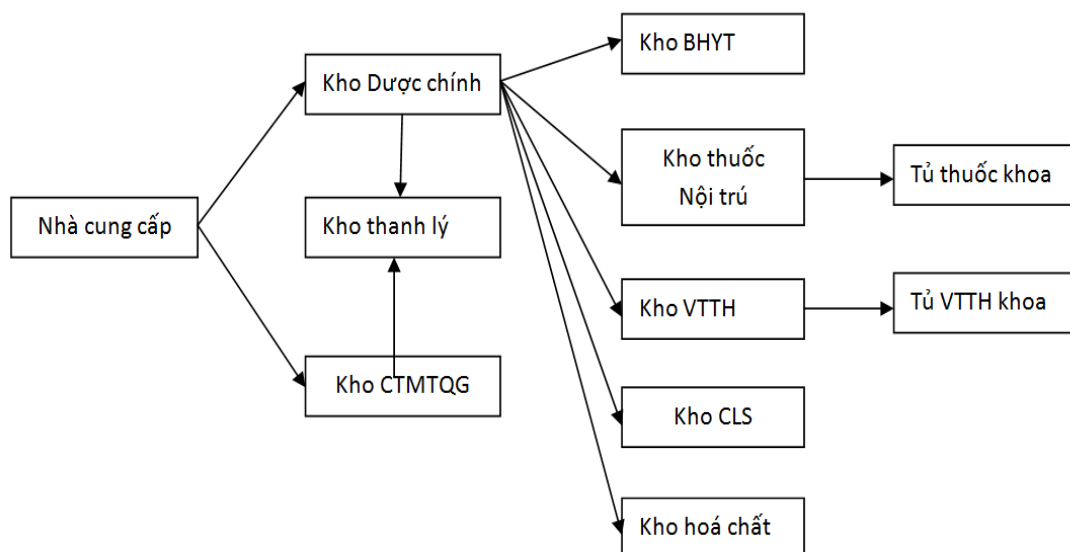 Kho BHYT
Kho Dược chính
Kho thuốc
Nội trú
Tủ thuốc khoa
Nhà cung cấp
Kho thanh lý
Kho VTTH
Tủ VTTH khoa
Kho CTMTQG
Kho CLS
Kho hoá chất